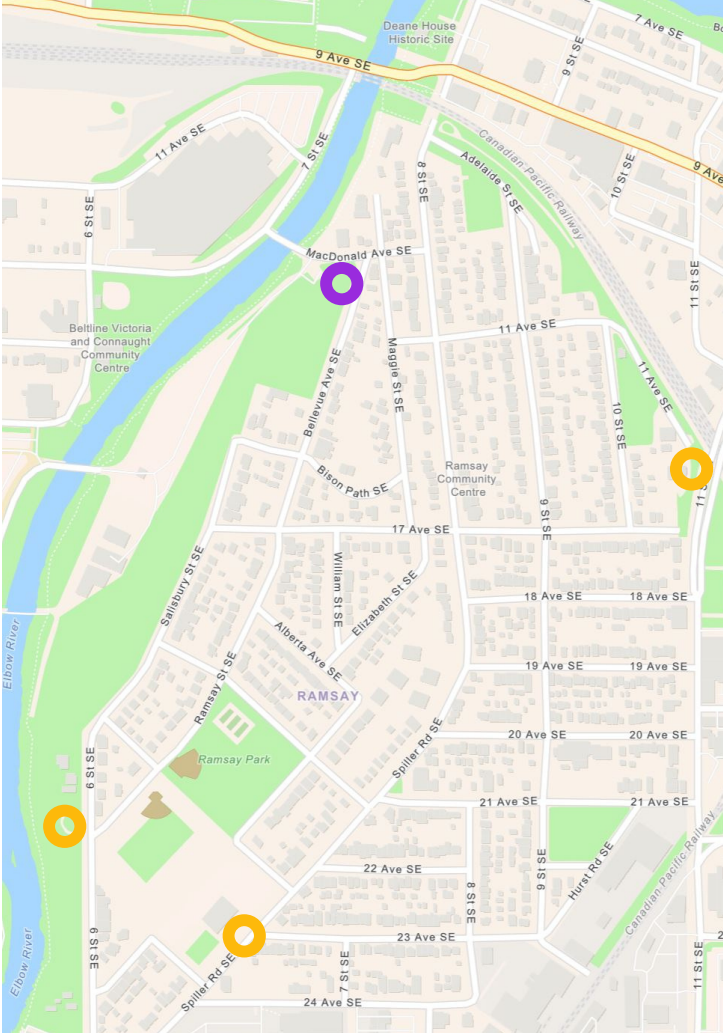 Deane House
Historic Site
7 Ave SE
9 Ave SE
9 St SE
11 Ave SE
7 St SE
Canadian Pacific Railway
8 St SE
Adelaide St SE
10 St SE
9 Ave
6 St SE
MacDonald Ave SE
11 St SE
Beltline Victoria
and Connaught
Community
Centre
11 Ave SE
Maggie St SE
Bellevue Ave SE
11 Ave SE
10 St SE
Ramsay
Community
Centre
Bison Path SE
11
9 St SE
17 Ave SE
Salisbury St SE
William St SE
Elizabeth St SE
18 Ave SE
18 Ave SE
Elbow River
Alberta Ave SE
19 Ave SE
19 Ave SE
Ramsay St SE
RAMSAY
Spiller Rd SE
20 Ave SE
20 Ave SE
Ramsay Park
6 St SE
21 Ave SE
21 Ave SE
Canadian Pacific Railway
22 Ave SE
9 St SE
Hurst Rd SE
8 St SE
6 St SE
23 Ave SE
2
Elbow River
Spiller Rd SE
7 St SE
11 St SE
24 Ave SE